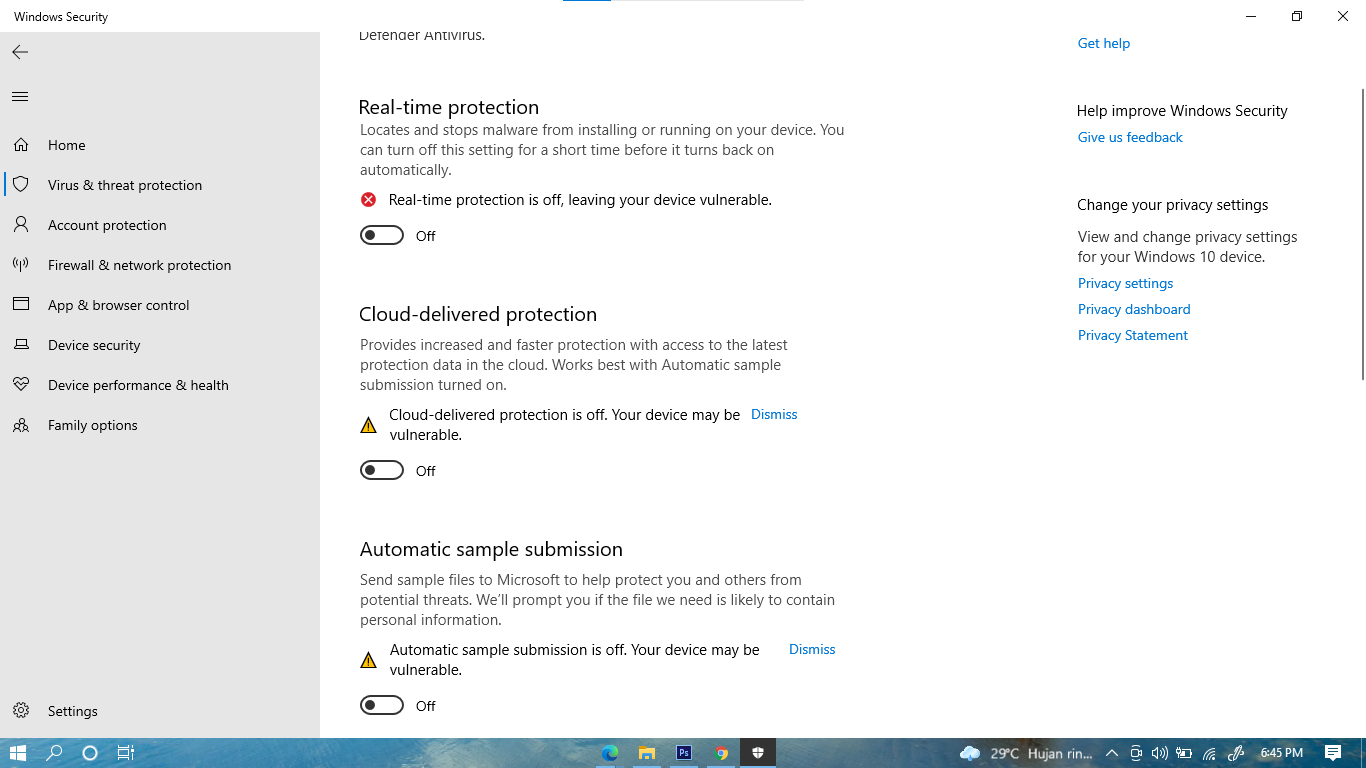 Windows Security
Home
Virus & threat protection
Account protection
Firewall & network protection
App & browser control
Device security
Device performance & health
Family options
Settings
Defender Antivirus.
Real-time protection
Locates and stops malware from installing or running on your device. You
can turn off this setting for a short time before it turns back on
automatically.
Real-time protection is off, leaving your device vulnerable.
Off
Cloud-delivered protection
Provides increased and faster protection with access to the latest
protection data in the cloud. Works best with Automatic sample
submission turned on.
Cloud-delivered protection is off. Your device may be
vulnerable.
Dismiss
Off
Automatic sample submission
Send sample files to Microsoft to help protect you and others from
potential threats. We’ll prompt you if the file we need is likely to contain
personal information.
Automatic sample submission is off. Your device may be
vulnerable.
Dismiss
Off
Get help
Help improve Windows Security
Give us feedback
Change your privacy settings
View and change privacy settings
for your Windows 10 device.
Privacy settings
Privacy dashboard
Privacy Statement
Ps
29°C Hujan rin...
6:45 PM